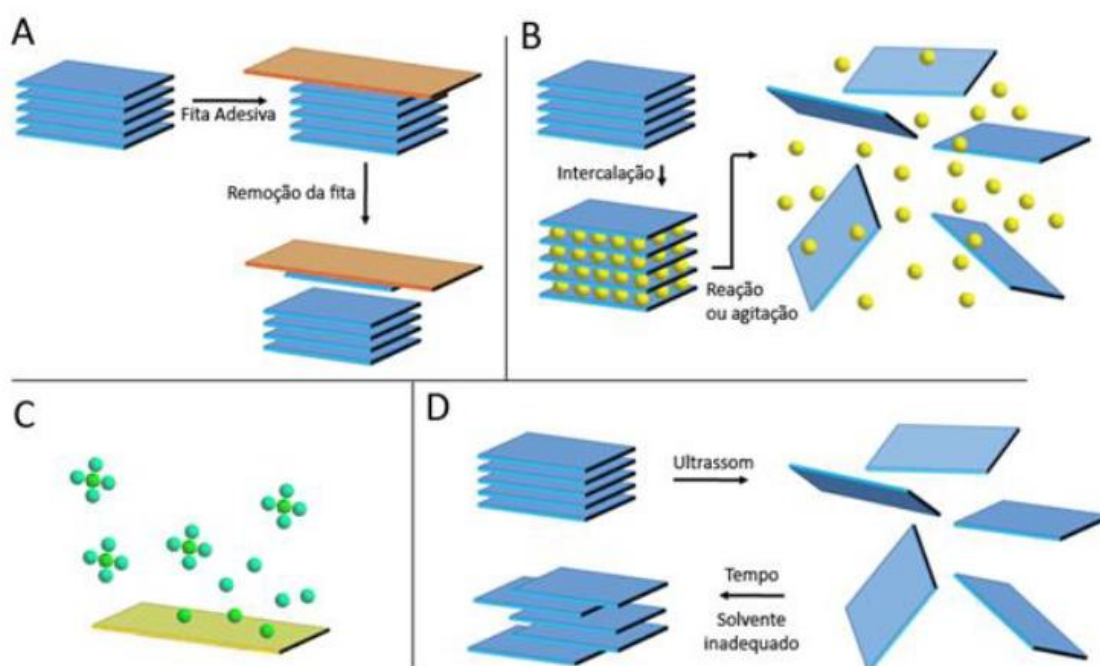 A
Fita Adesiva
Remoção da fita
B
Intercalação
Reação
ou agitação
C
D
Ultrassom
Tempo
Solvente
inadequado